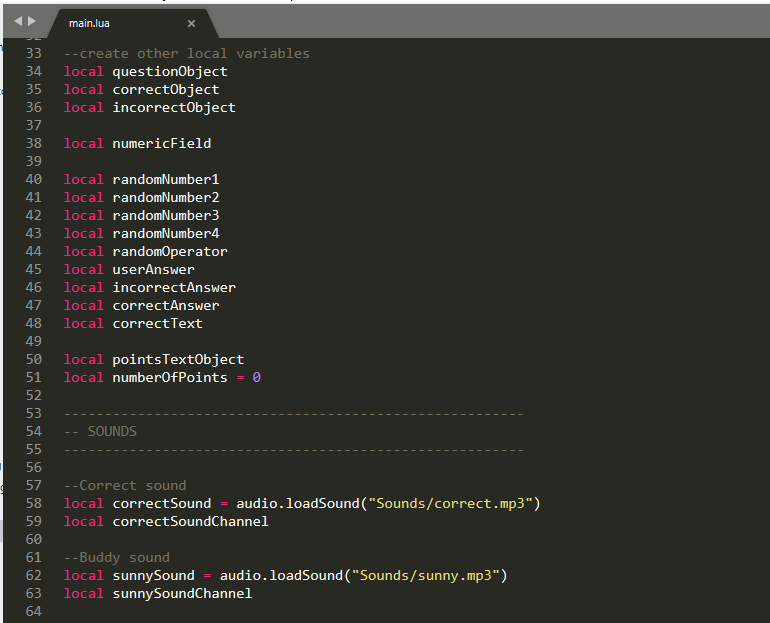 main.lua
33 --create other local variables
34 local questionObject
35 local correctObject
36 local incorrectObject
37
38 local numericField
39
40 local randomNumber1
41 local randomNumber2
42 local randomNumber3
43 local randomNumber4
44 local randomOperator
45 local userAnswer
46 local incorrectAnswer
47 local correctAnswer
48 local correctText
49
50 local pointsTextObject
51 local numberOfPoints = 0
52
53 --------------------------------------------------------
54 -- SOUNDS
55 --------------------------------------------------------
56
57 --Correct sound
58 local correctSound = audio.loadSound("Sounds/correct.mp3")
59 local correctSoundChannel
60
61 --Buddy sound
62 local sunnySound = audio.loadSound("Sounds/sunny.mp3")
63 local sunnySoundChannel
64